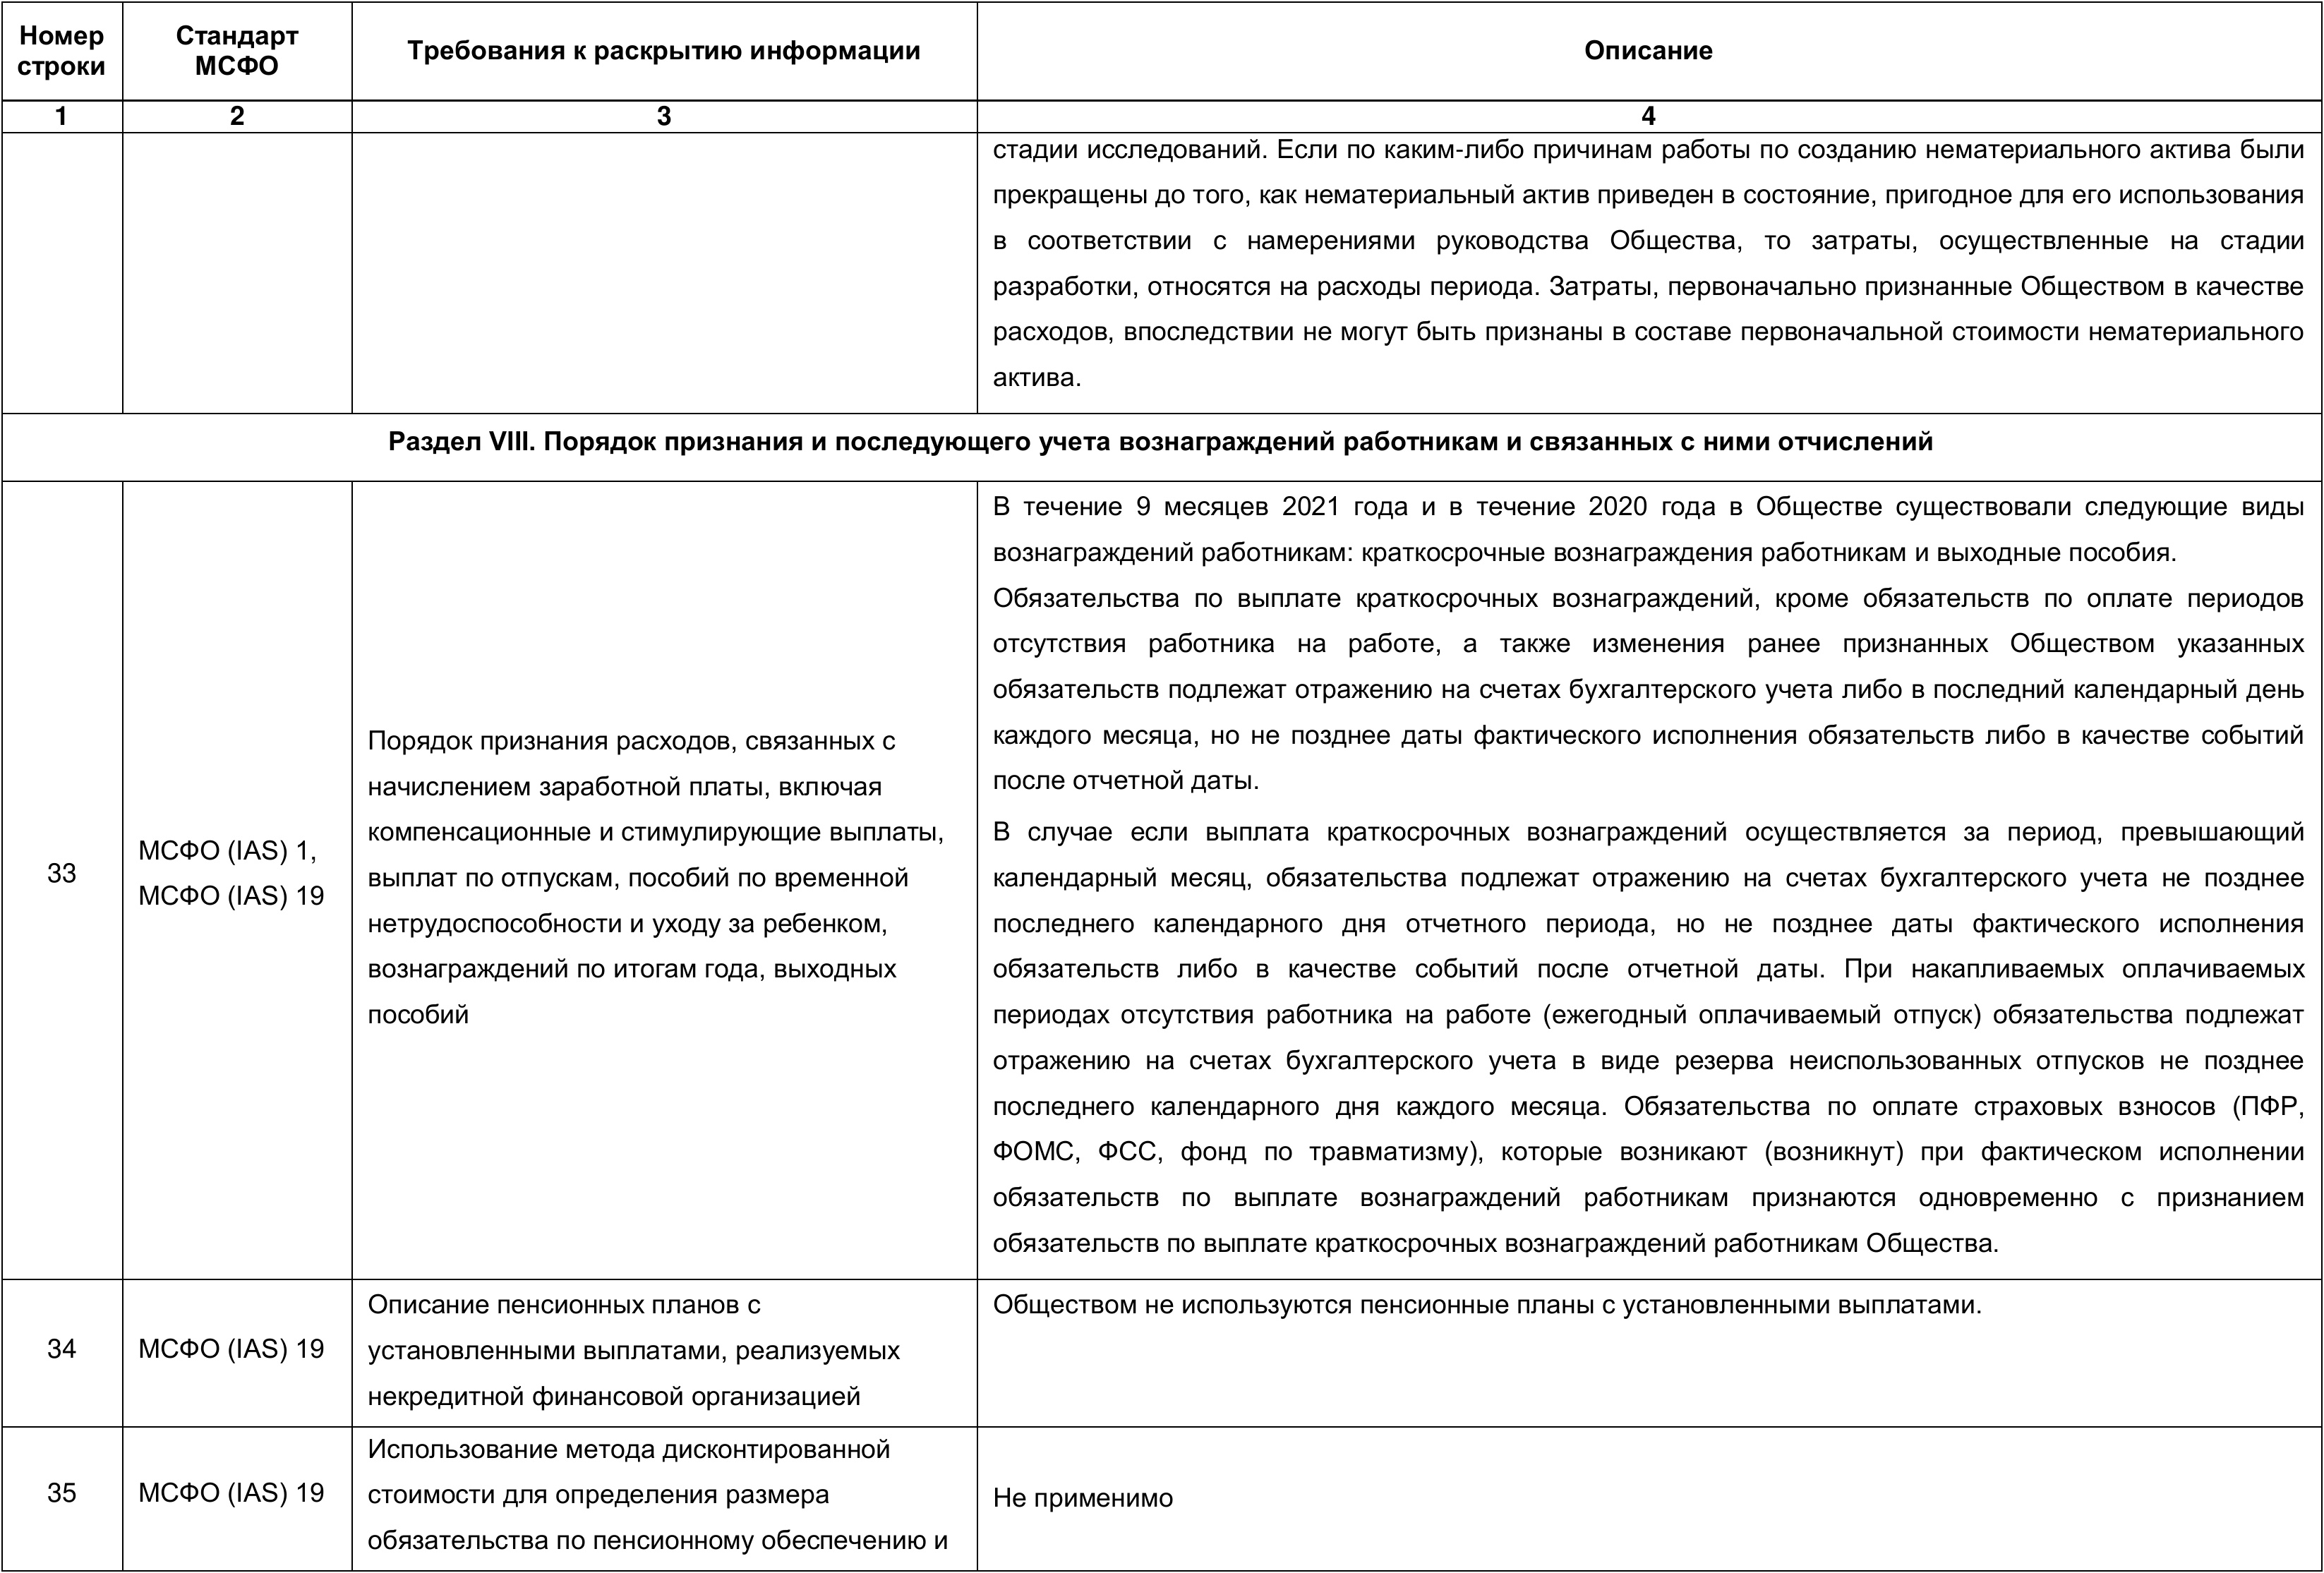 Номер строки
Стандарт МСФО
Требования к раскрытию информации
Описание
1
2
3
4
стадии исследований. Если по каким-либо причинам работы по созданию нематериального актива были
прекращены до того, как нематериальный актив приведен в состояние, пригодное для его использования
в соответствии с намерениями руководства Общества, то затраты, осуществленные на стадии
разработки, относятся на расходы периода. Затраты, первоначально признанные Обществом в качестве
расходов, впоследствии не могут быть признаны в составе первоначальной стоимости нематериального
актива.
Раздел VIII. Порядок признания и последующего учета вознаграждений работникам и связанных с ними отчислений
33
МСФО (IAS) 1,
МСФО (IAS) 19
Порядок признания расходов, связанных с
начислением заработной платы, включая
компенсационные и стимулирующие выплаты,
выплат по отпускам, пособий по временной
нетрудоспособности и уходу за ребенком,
вознаграждений по итогам года, выходных
пособий
В течение 9 месяцев 2021 года и в течение 2020 года в Обществе существовали следующие виды
вознаграждений работникам: краткосрочные вознаграждения работникам и выходные пособия.
Обязательства по выплате краткосрочных вознаграждений, кроме обязательств по оплате периодов
отсутствия работника на работе, а также изменения ранее признанных Обществом указанных
обязательств подлежат отражению на счетах бухгалтерского учета либо в последний календарный день
каждого месяца, но не позднее даты фактического исполнения обязательств либо в качестве событий
после отчетной даты.
В случае если выплата краткосрочных вознаграждений осуществляется за период, превышающий
календарный месяц, обязательства подлежат отражению на счетах бухгалтерского учета не позднее
последнего календарного дня отчетного периода, но не позднее даты фактического исполнения
обязательств либо в качестве событий после отчетной даты. При накапливаемых оплачиваемых
периодах отсутствия работника на работе (ежегодный оплачиваемый отпуск) обязательства подлежат
отражению на счетах бухгалтерского учета в виде резерва неиспользованных отпусков не позднее
последнего календарного дня каждого месяца. Обязательства по оплате страховых взносов (ПФР,
ФОМС, ФСС, фонд по травматизму), которые возникают (возникнут) при фактическом исполнении
обязательств по выплате вознаграждений работникам признаются одновременно с признанием
обязательств по выплате краткосрочных вознаграждений работникам Общества.
34
МСФО (IAS) 19
Описание пенсионных планов с
установленными выплатами, реализуемых
некредитной финансовой организацией
Обществом не используются пенсионные планы с установленными выплатами.
35
МСФО (IAS) 19
Использование метода дисконтированной
стоимости для определения размера
обязательства по пенсионному обеспечению и
Не применимо